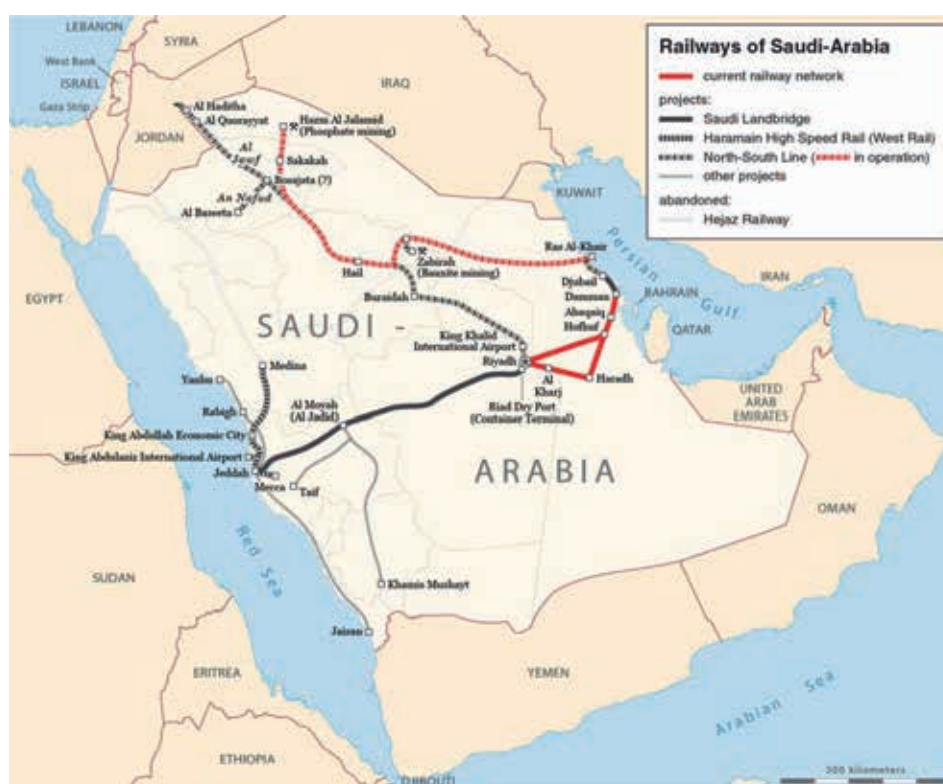 LEBANON
SYRIA
West Bank
ISRAEL
Gaza Strip
JORDAN
IRAQ
Railways of Saudi-Arabia
current railway network
projects:
Saudi Landbridge
Haramain High Speed Rail (West Rail)
North-South Line (in operation)
other projects
abandoned:
Hejaz Railway
Al Haditha
Al Qurayyat
Hazm Al Jalamid
(Phosphate mining)
Al
Jawf
Sakakah
An Nafud
Al Baseeta
KUWAIT
Ras Al-Khair
Persian
Gulf
IRAN
Hail
Zabirah
(Bauxite mining)
Djubail
Damman
BAHRAIN
Buraidah
Abuqaiq
Hofhuf
QATAR
EGYPT
SAUDI -
King Khalid
International Airport
Riyadh
Medina
Al
Kharj
Haradh
Yanbu
Al Moyah
(Al Jadid)
Riad Dry Port
(Container Terminal)
UNITED
ARAB
EMIRATES
Rabigh
King Abdullah Economic City
King Abdulaziz International Airport
Jeddah
Mecca
Taif
ARABIA
OMAN
Red Sea
SUDAN
Khamis Mushayt
Jaizan
ERITREA
YEMEN
Arabian Sea
ETHIOPIA
DJIBOUTI
300 kilometers